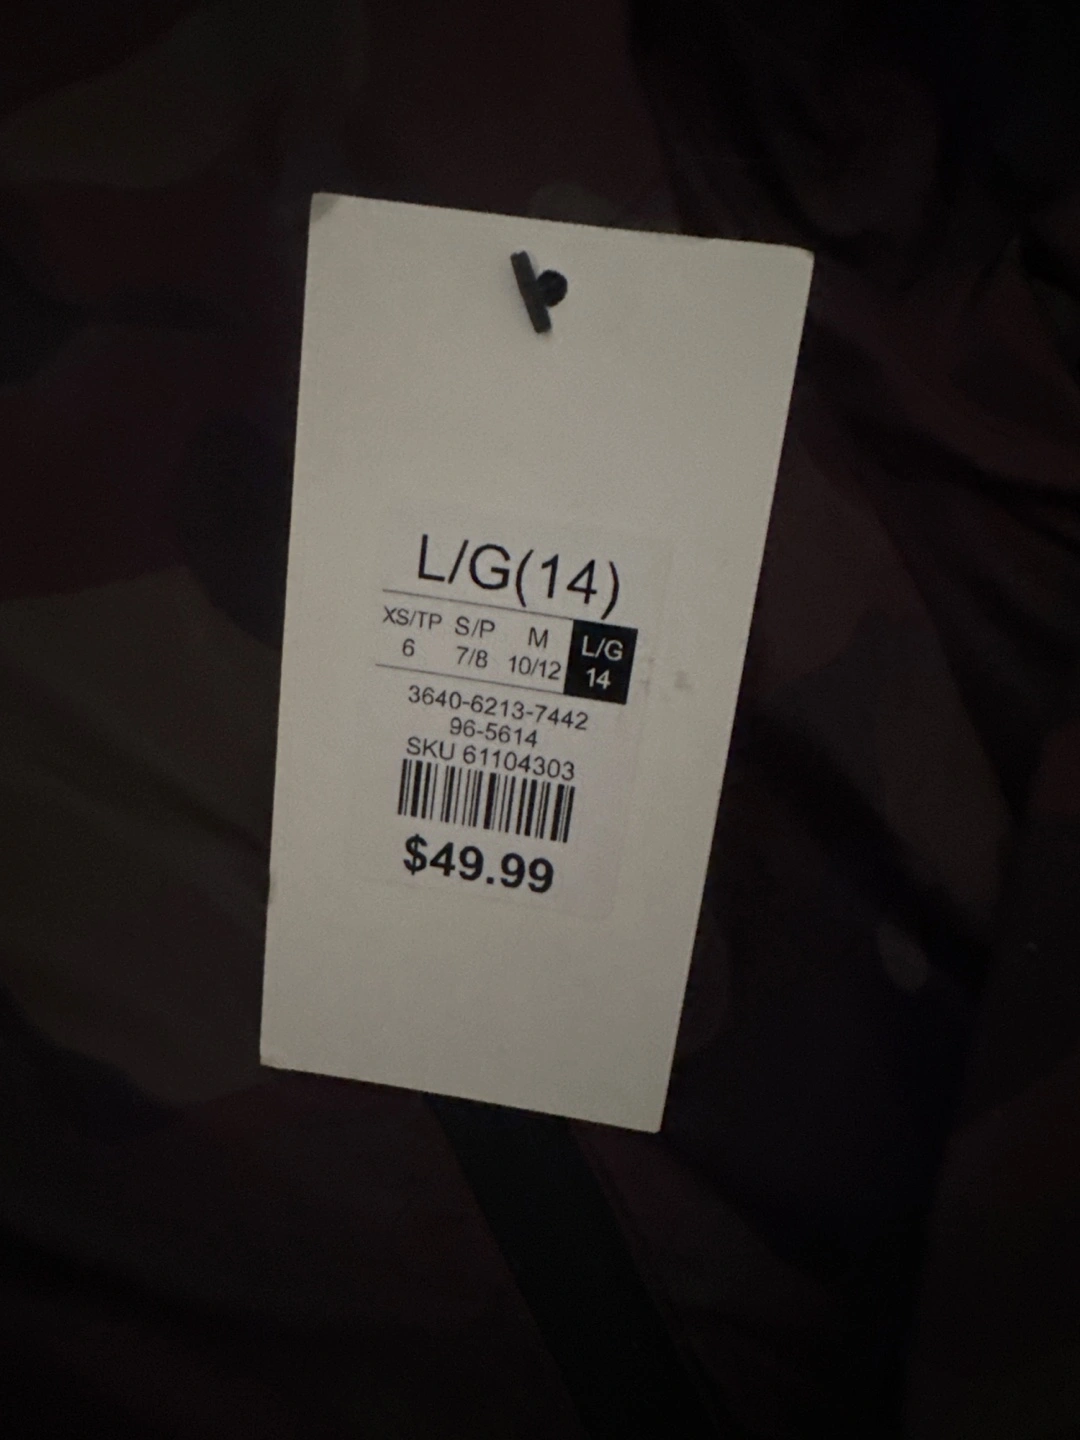 L/G(14)
XS/TP S/P M L/G
6 7/8 10/12 14
3640-6213-7442
96-5614
SKU 61104303
$49.99